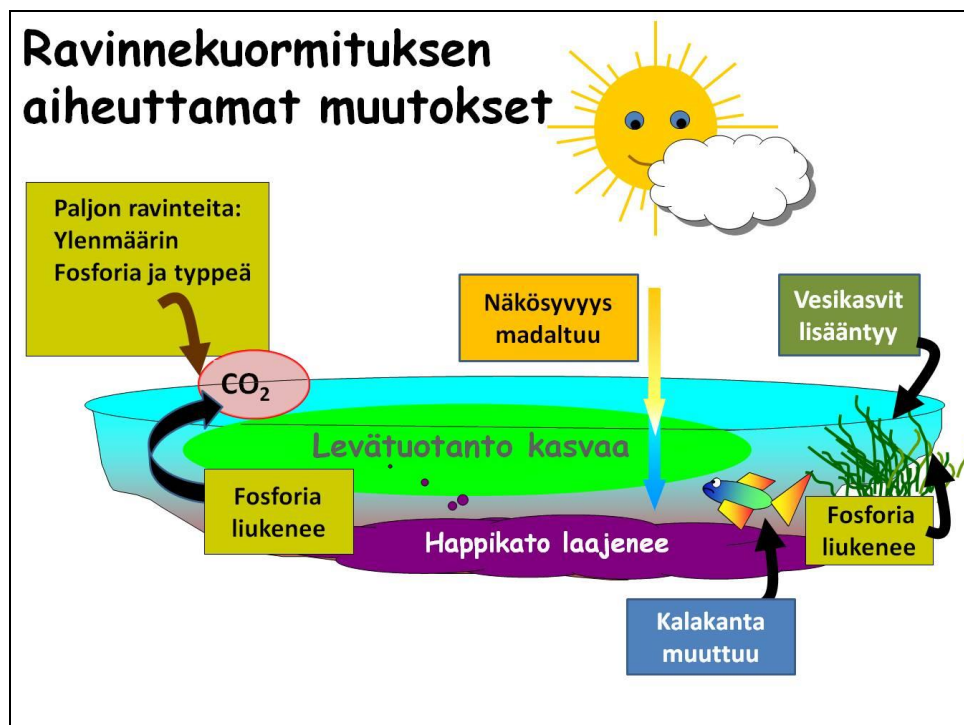 Ravinnekuormituksen
aiheuttamat muutokset
Paljon ravinteita:
Ylenmäärin
Fosforia ja typpeä
Näkösyvyys
madaltuu
Vesikasvit
lisääntyy
CO₂
Levätuotanto kasvaa
Fosforia
liukenee
Happikato laajenee
Fosforia
liukenee
Kalakanta
muuttuu